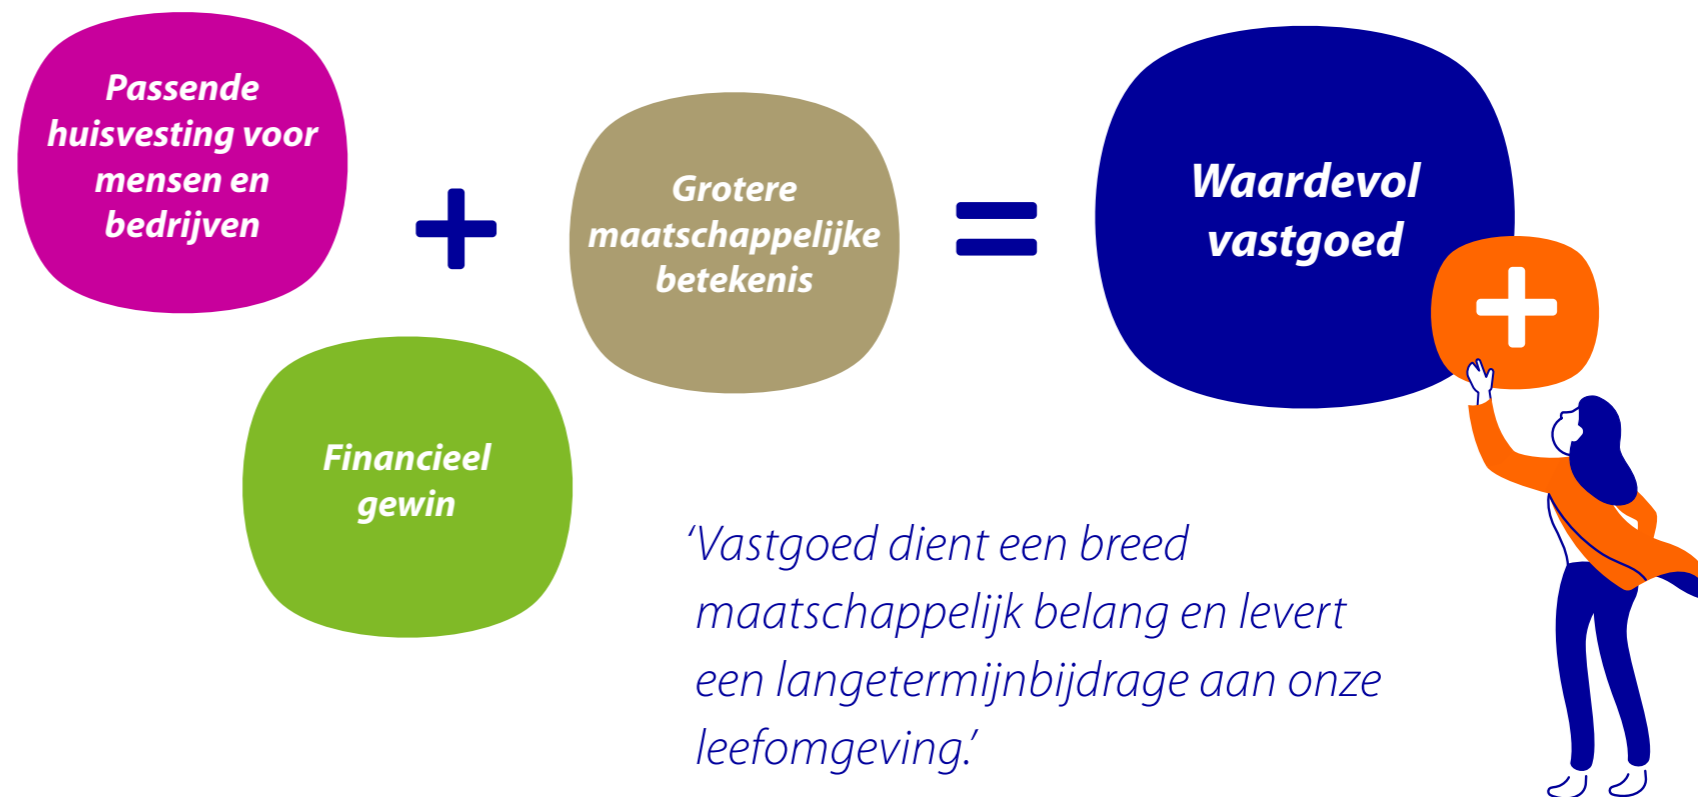 Passende
huisvesting voor
mensen en
bedrijven
+
Grotere
maatschappelijke
betekenis
=
Waardevol
vastgoed
+
Financieel
gewin
‘Vastgoed dient een breed
maatschappelijk belang en levert
een langetermijnbijdrage aan onze
leefomgeving.’